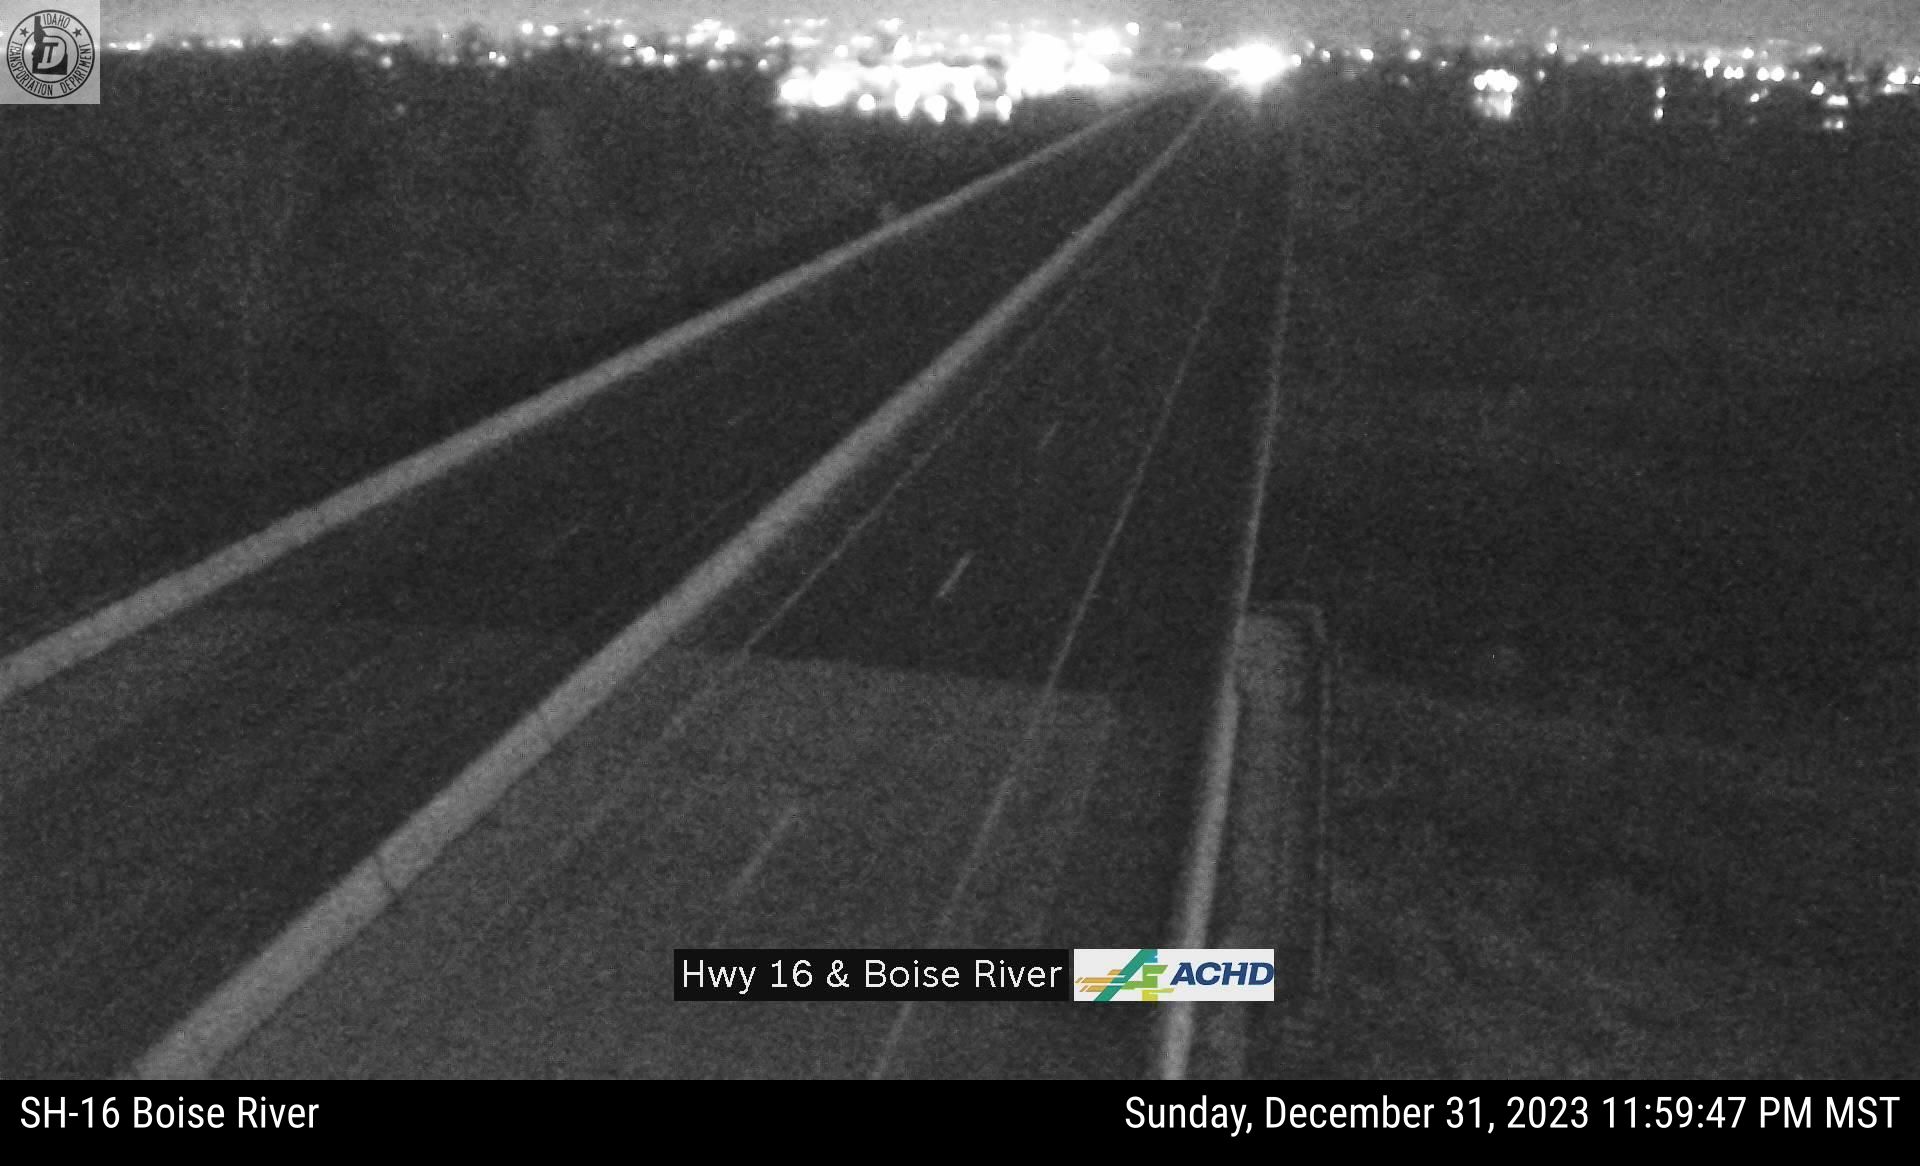 IDAHO
TRANSPORTATION DEPARTMENT
Hwy 16 & Boise River
ACHD
SH-16 Boise River
Sunday, December 31, 2023 11:59:47 PM MST